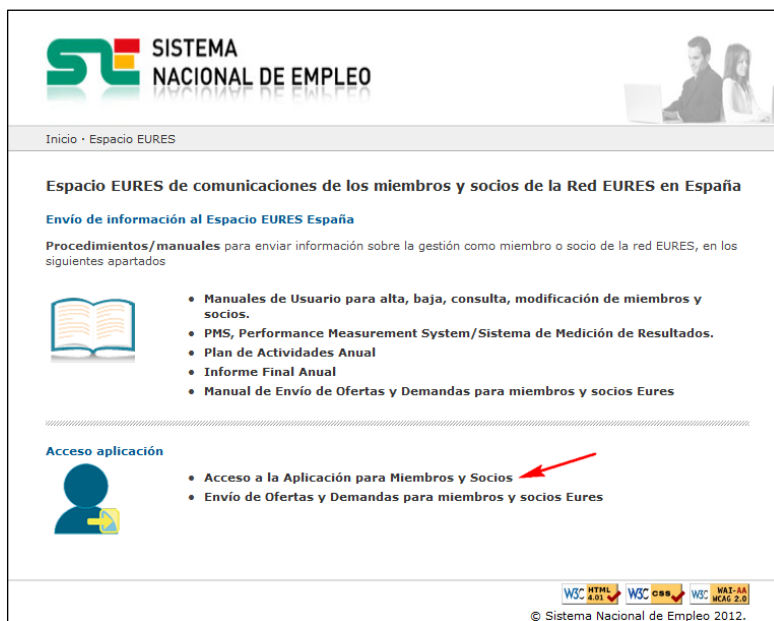 SISTEMA
NACIONAL DE EMPLEO
Inicio · Espacio EURES
Espacio EURES de comunicaciones de los miembros y socios de la Red EURES en España
Envío de información al Espacio EURES España
Procedimientos/manuales para enviar información sobre la gestión como miembro o socio de la red EURES, en los
siguientes apartados
• Manuales de Usuario para alta, baja, consulta, modificación de miembros y
socios.
• PMS, Performance Measurement System/Sistema de Medición de Resultados.
• Plan de Actividades Anual
• Informe Final Anual
• Manual de Envío de Ofertas y Demandas para miembros y socios Eures
Acceso aplicación
• Acceso a la Aplicación para Miembros y Socios
• Envío de Ofertas y Demandas para miembros y socios Eures
W3C HTML 4.01 W3C css W3C WAI-AA WCAG 2.0
© Sistema Nacional de Empleo 2012.